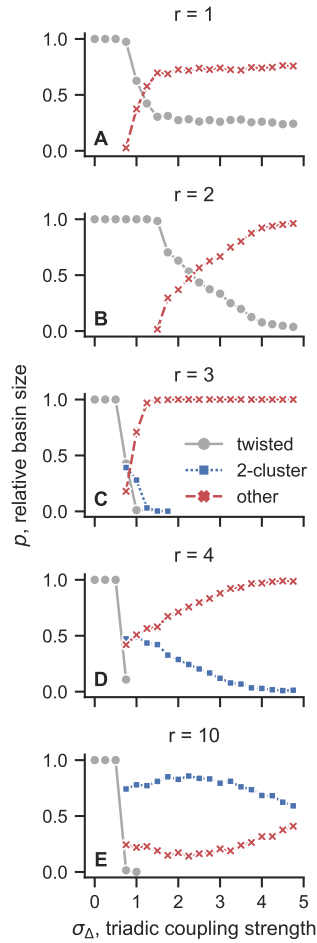 r = 1
1.0
0.5
A
0.0
r = 2
1.0
0.5
B
0.0
r = 3
1.0
twisted
0.5
2-cluster
C
other
0.0
r = 4
1.0
0.5
D
0.0
r = 10
1.0
0.5
E
0.0
0 1 2 3 4 5
σΔ, triadic coupling strength
p, relative basin size